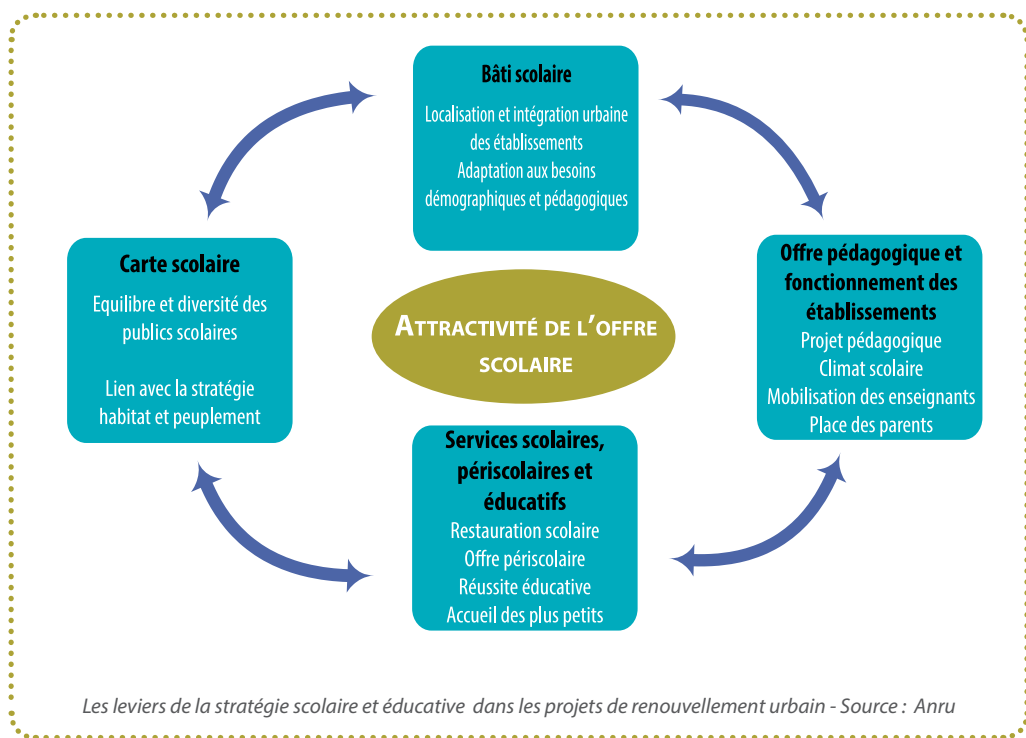 Bâti scolaire
Localisation et intégration urbaine
des établissements
Adaptation aux besoins
démographiques et pédagogiques
Carte scolaire
Equilibre et diversité des
publics scolaires
Lien avec la stratégie
habitat et peuplement
ATTRACTIVITÉ DE L'OFFRE
SCOLAIRE
Offre pédagogique et
fonctionnement des
établissements
Projet pédagogique
Climat scolaire
Mobilisation des enseignants
Place des parents
Services scolaires,
périscolaires et
éducatifs
Restauration scolaire
Offre périscolaire
Réussite éducative
Accueil des plus petits
Les leviers de la stratégie scolaire et éducative dans les projets de renouvellement urbain - Source : Anru